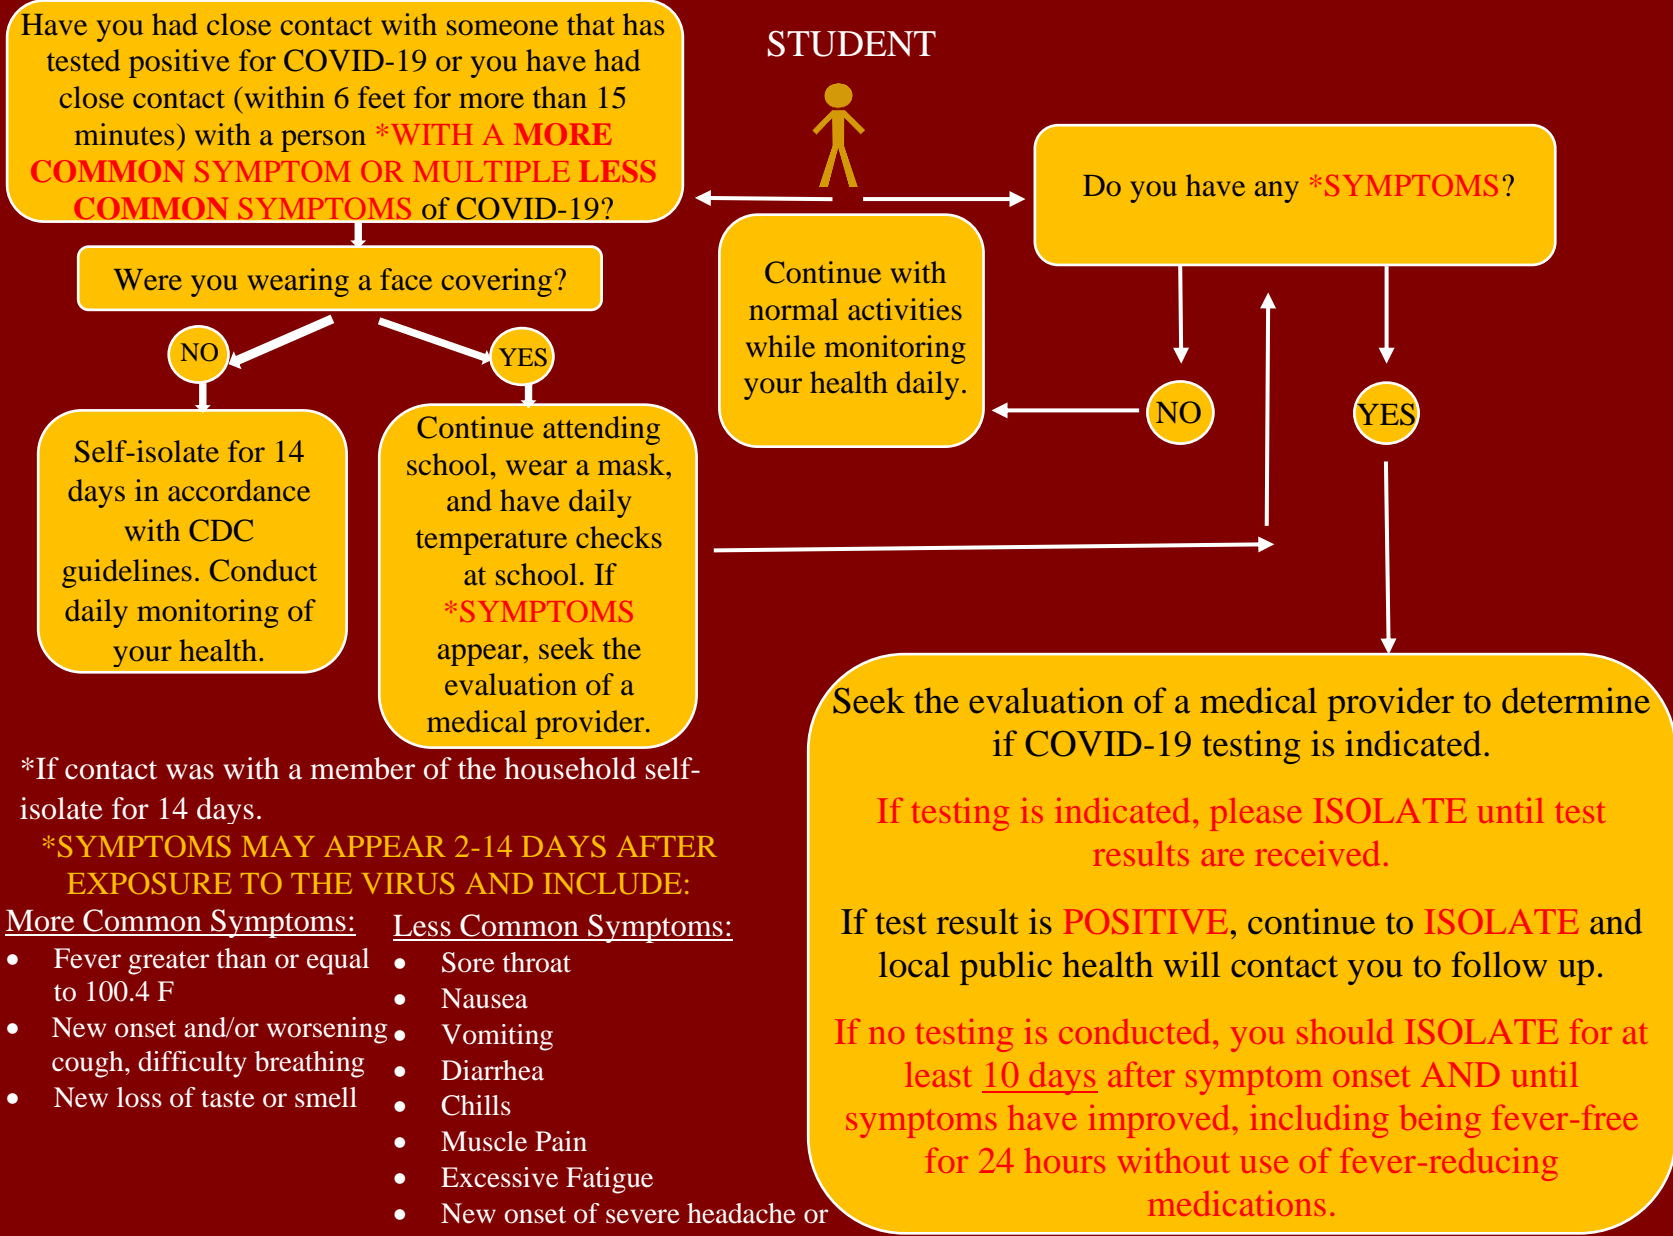 Have you had close contact with someone that has
tested positive for COVID-19 or you have had
close contact (within 6 feet for more than 15
minutes) with a person *WITH A MORE
COMMON SYMPTOM OR MULTIPLE LESS
COMMON SYMPTOMS of COVID-19?
STUDENT
Do you have any *SYMPTOMS?
Were you wearing a face covering?
NO
YES
Continue with
normal activities
while monitoring
your health daily.
NO
YES
Self-isolate for 14
days in accordance
with CDC
guidelines. Conduct
daily monitoring of
your health.
Continue attending
school, wear a mask,
and have daily
temperature checks
at school. If
*SYMPTOMS
appear, seek the
evaluation of a
medical provider.
*If contact was with a member of the household self-
isolate for 14 days.
*SYMPTOMS MAY APPEAR 2-14 DAYS AFTER
EXPOSURE TO THE VIRUS AND INCLUDE:
More Common Symptoms:
• Fever greater than or equal
to 100.4 F
• New onset and/or worsening
cough, difficulty breathing
• New loss of taste or smell
Less Common Symptoms:
• Sore throat
• Nausea
• Vomiting
• Diarrhea
• Chills
• Muscle Pain
• Excessive Fatigue
• New onset of severe headache or
Seek the evaluation of a medical provider to determine
if COVID-19 testing is indicated.
If testing is indicated, please ISOLATE until test
results are received.
If test result is POSITIVE, continue to ISOLATE and
local public health will contact you to follow up.
If no testing is conducted, you should ISOLATE for at
least 10 days after symptom onset AND until
symptoms have improved, including being fever-free
for 24 hours without use of fever-reducing
medications.